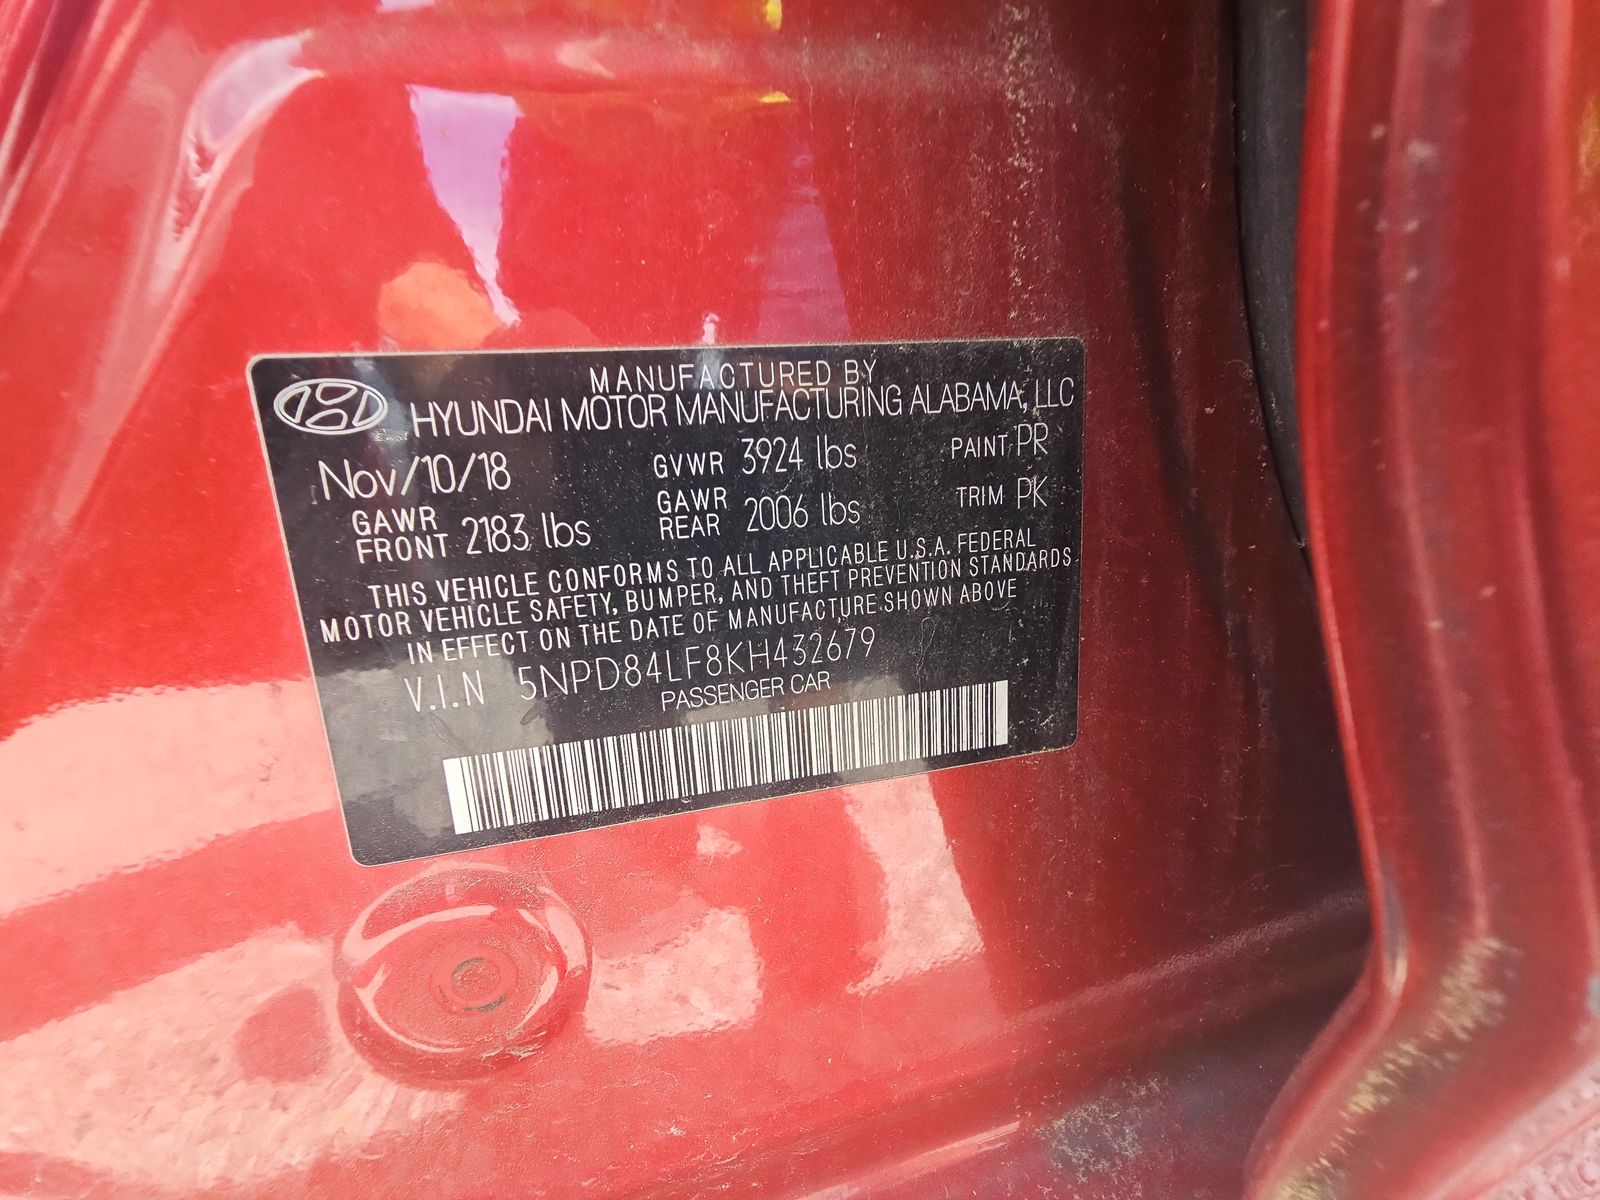 MANUFACTURED BY
HYUNDAI MOTOR MANUFACTURING ALABAMA, LLC
Nov/10/18 GVWR 3924 lbs PAINT PR
GAWR FRONT 2183 lbs GAWR REAR 2006 lbs TRIM PK
THIS VEHICLE CONFORMS TO ALL APPLICABLE U.S.A. FEDERAL
MOTOR VEHICLE SAFETY, BUMPER, AND THEFT PREVENTION STANDARDS
IN EFFECT ON THE DATE OF MANUFACTURE SHOWN ABOVE
V.I.N 5NPD84LF8KH432679
PASSENGER CAR